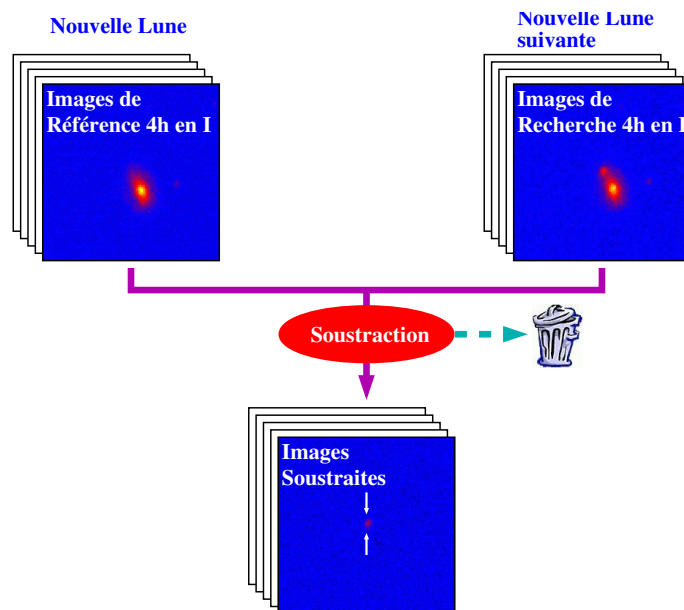 Nouvelle Lune
Nouvelle Lune
suivante
Images de
Référence 4h en I
Images de
Recherche 4h en I
Soustraction
Images
Soustraites